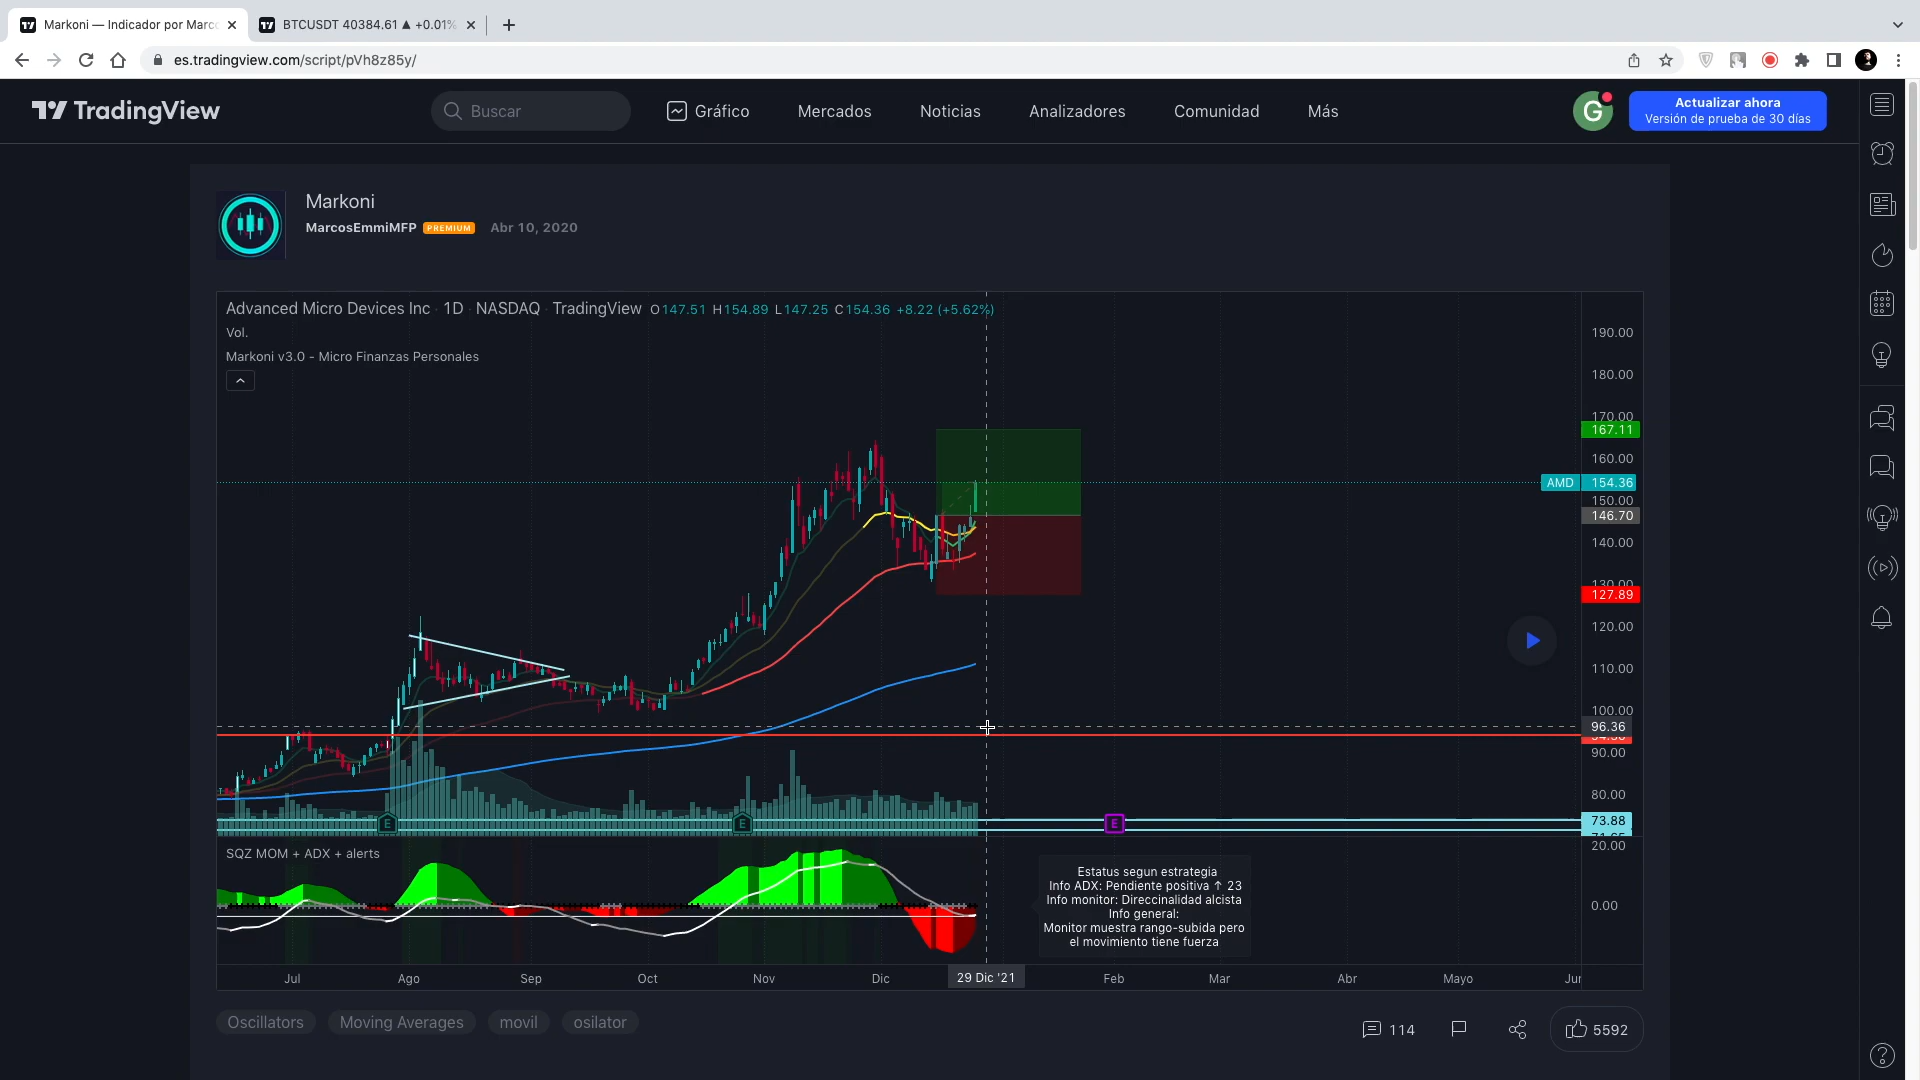 Markoni — Indicador por Marco
BTCUSDT 40384.61 ▲ +0.01%
es.tradingview.com/script/pVh8z85y/
TradingView
Buscar
Gráfico
Mercados
Noticias
Analizadores
Comunidad
Más
G
Actualizar ahora
Versión de prueba de 30 días
Markoni
MarcosEmmiMFP PREMIUM Abr 10, 2020
Advanced Micro Devices Inc · 1D · NASDAQ · TradingView O147.51 H154.89 L147.25 C154.36 +8.22 (+5.62%)
Vol.
Markoni v3.0 - Micro Finanzas Personales
190.00
180.00
170.00
167.11
160.00
AMD 154.36
150.00
146.70
140.00
130.00
127.89
120.00
110.00
100.00
96.36
90.00
80.00
E
E
E
73.88
20.00
SQZ MOM + ADX + alerts
Estatus segun estrategia
Info ADX: Pendiente positiva ↑ 23
Info monitor: Direccinalidad alcista
Info general:
Monitor muestra rango-subida pero
el movimiento tiene fuerza
0.00
Jul
Ago
Sep
Oct
Nov
Dic
29 Dic '21
Feb
Mar
Abr
Mayo
Jun
Oscillators
Moving Averages
movil
osilator
114
5592